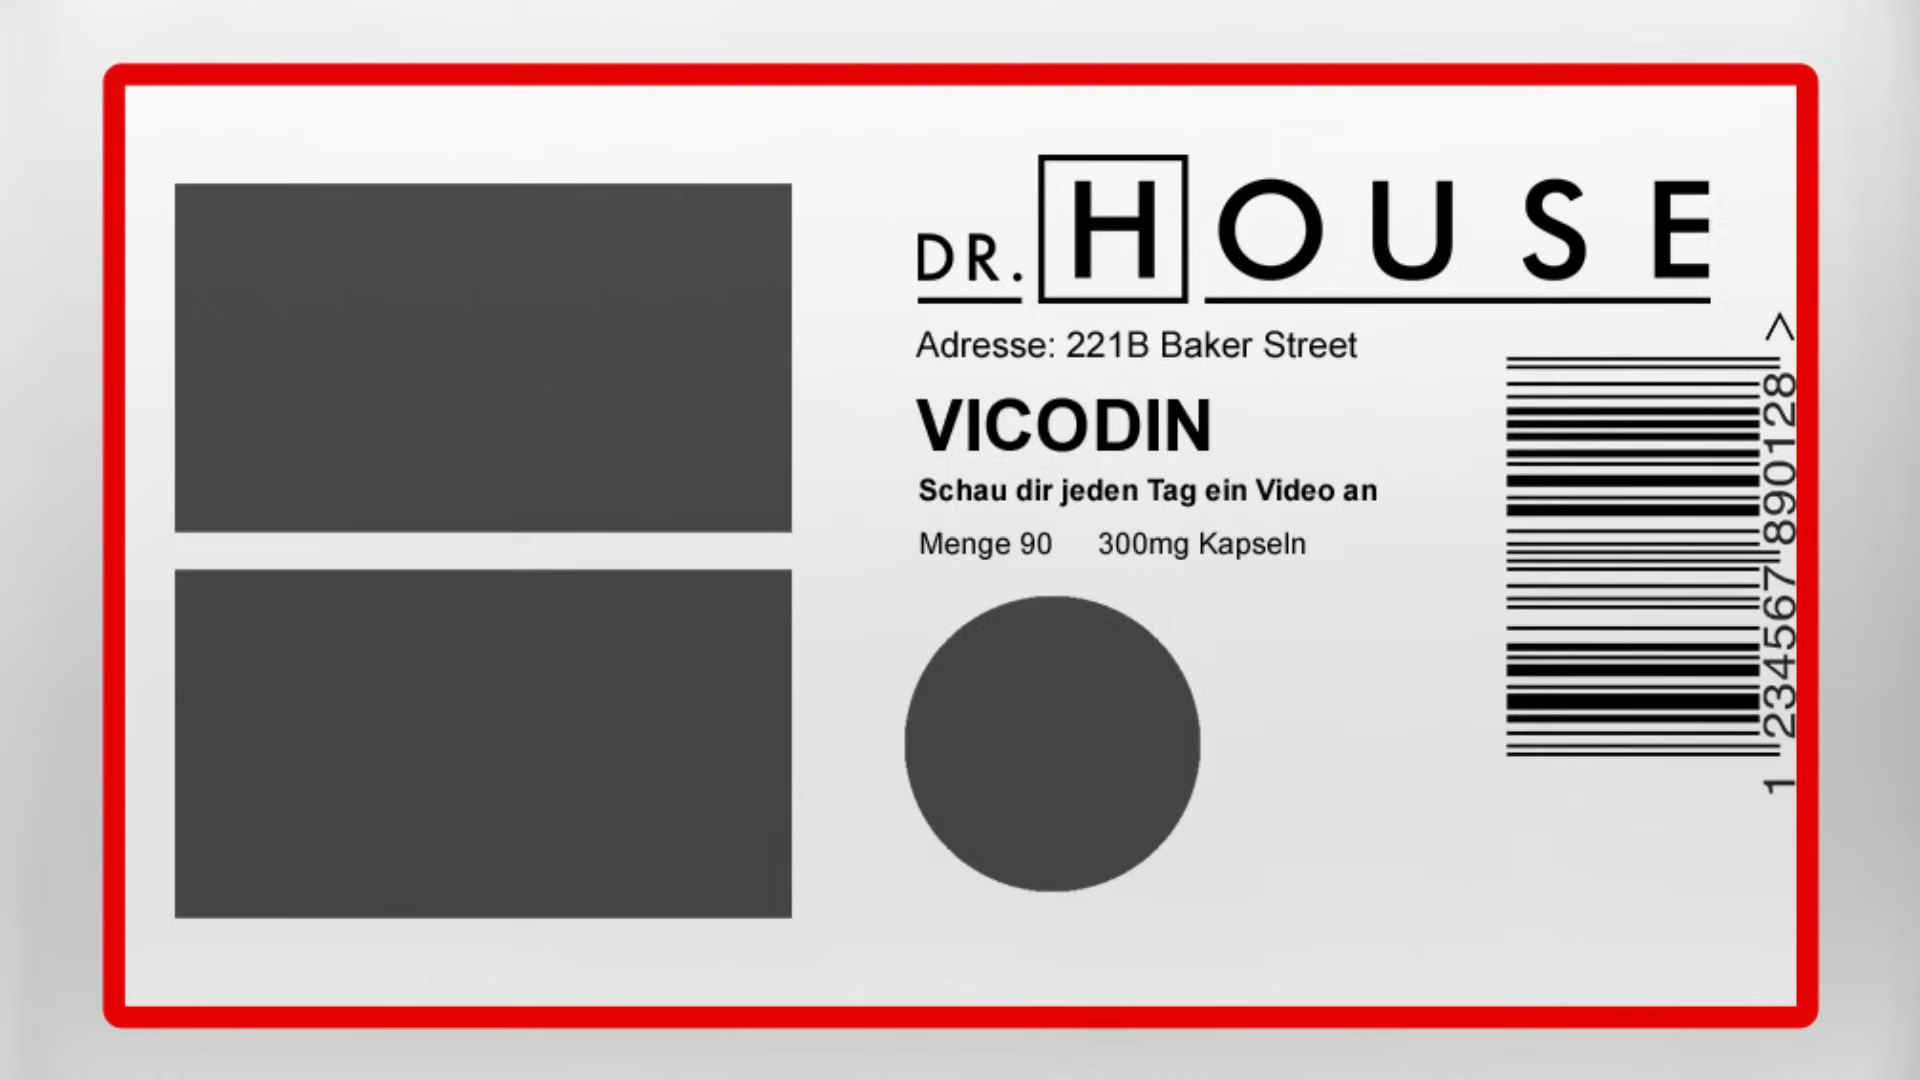 DR. HOUSE
Adresse: 221B Baker Street
VICODIN
Schau dir jeden Tag ein Video an
Menge 90 300mg Kapseln
1 234567 890128 >